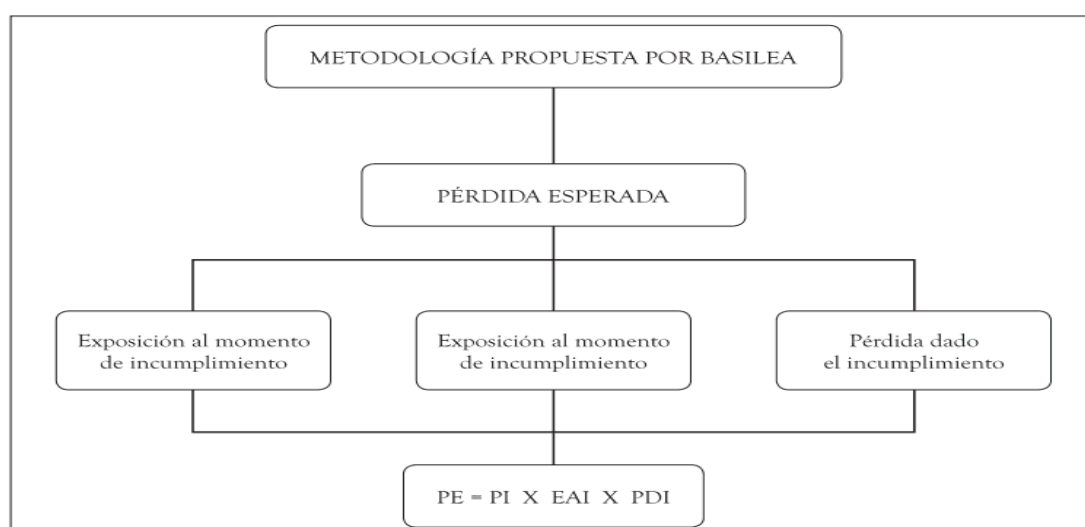 METODOLOGÍA PROPUESTA POR BASILEA
PÉRDIDA ESPERADA
Exposición al momento
de incumplimiento
Exposición al momento
de incumplimiento
Pérdida dado
el incumplimiento
PE = PI X EAI X PDI